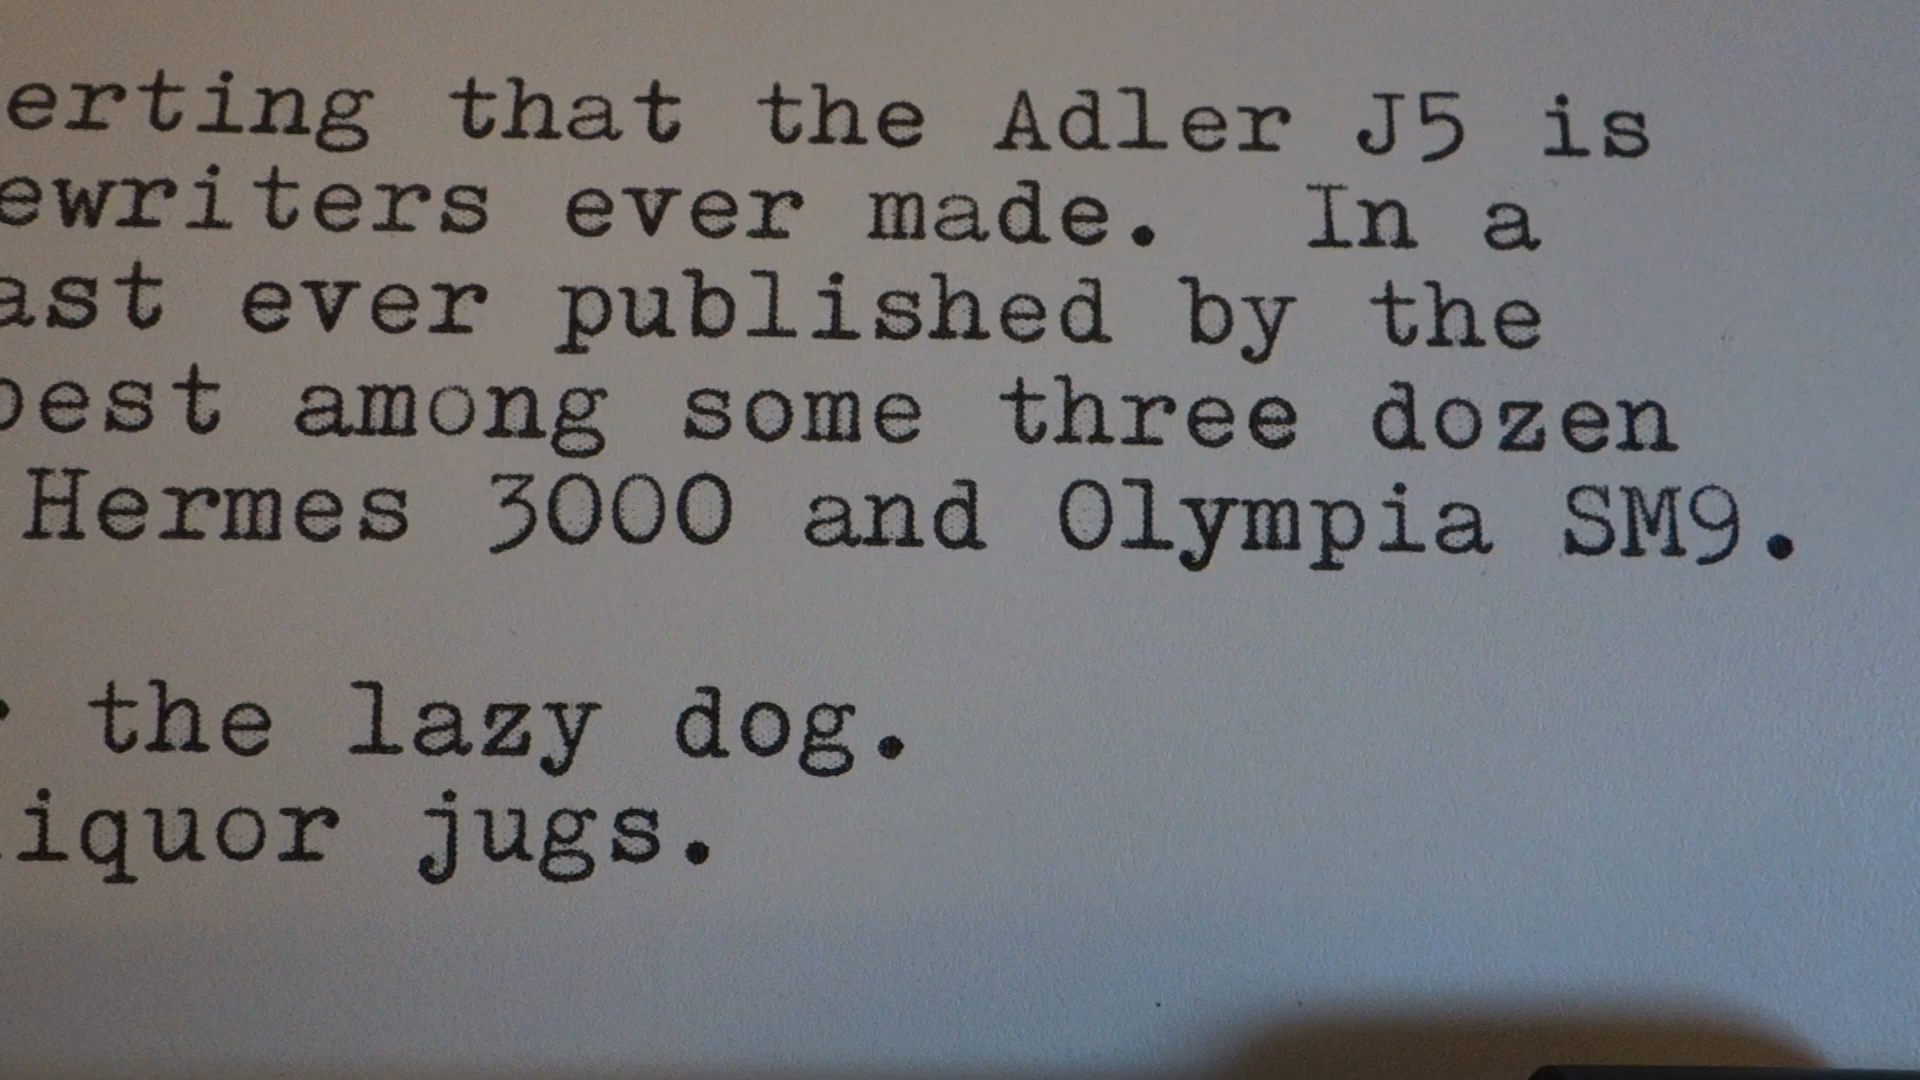 erting that the Adler J5 is
ewriters ever made.  In a
ast ever published by the
best among some three dozen
Hermes 3000 and Olympia SM9.
the lazy dog.
iquor jugs.